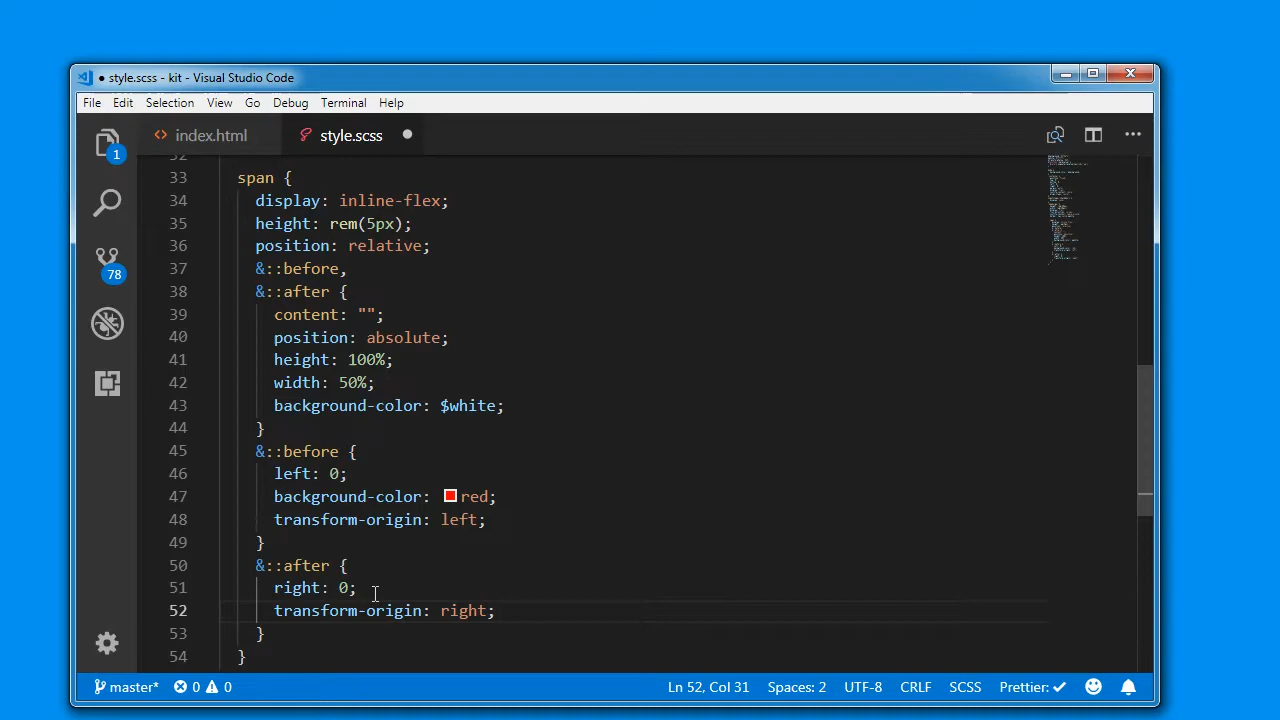 ● style.scss - kit - Visual Studio Code
File Edit Selection View Go Debug Terminal Help
index.html style.scss ●
1
78
32
33 span {
34 display: inline-flex;
35 height: rem(5px);
36 position: relative;
37 &::before,
38 &::after {
39 content: "";
40 position: absolute;
41 height: 100%;
42 width: 50%;
43 background-color: $white;
44 }
45 &::before {
46 left: 0;
47 background-color: red;
48 transform-origin: left;
49 }
50 &::after {
51 right: 0;
52 transform-origin: right;
53 }
54 }
master* 0 0 Ln 52, Col 31 Spaces: 2 UTF-8 CRLF SCSS Prettier: ✓